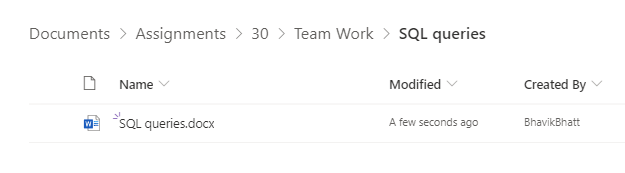 Documents > Assignments > 30 > Team Work > SQL queries
Name Modified Created By
SQL queries.docx A few seconds ago BhavikBhatt